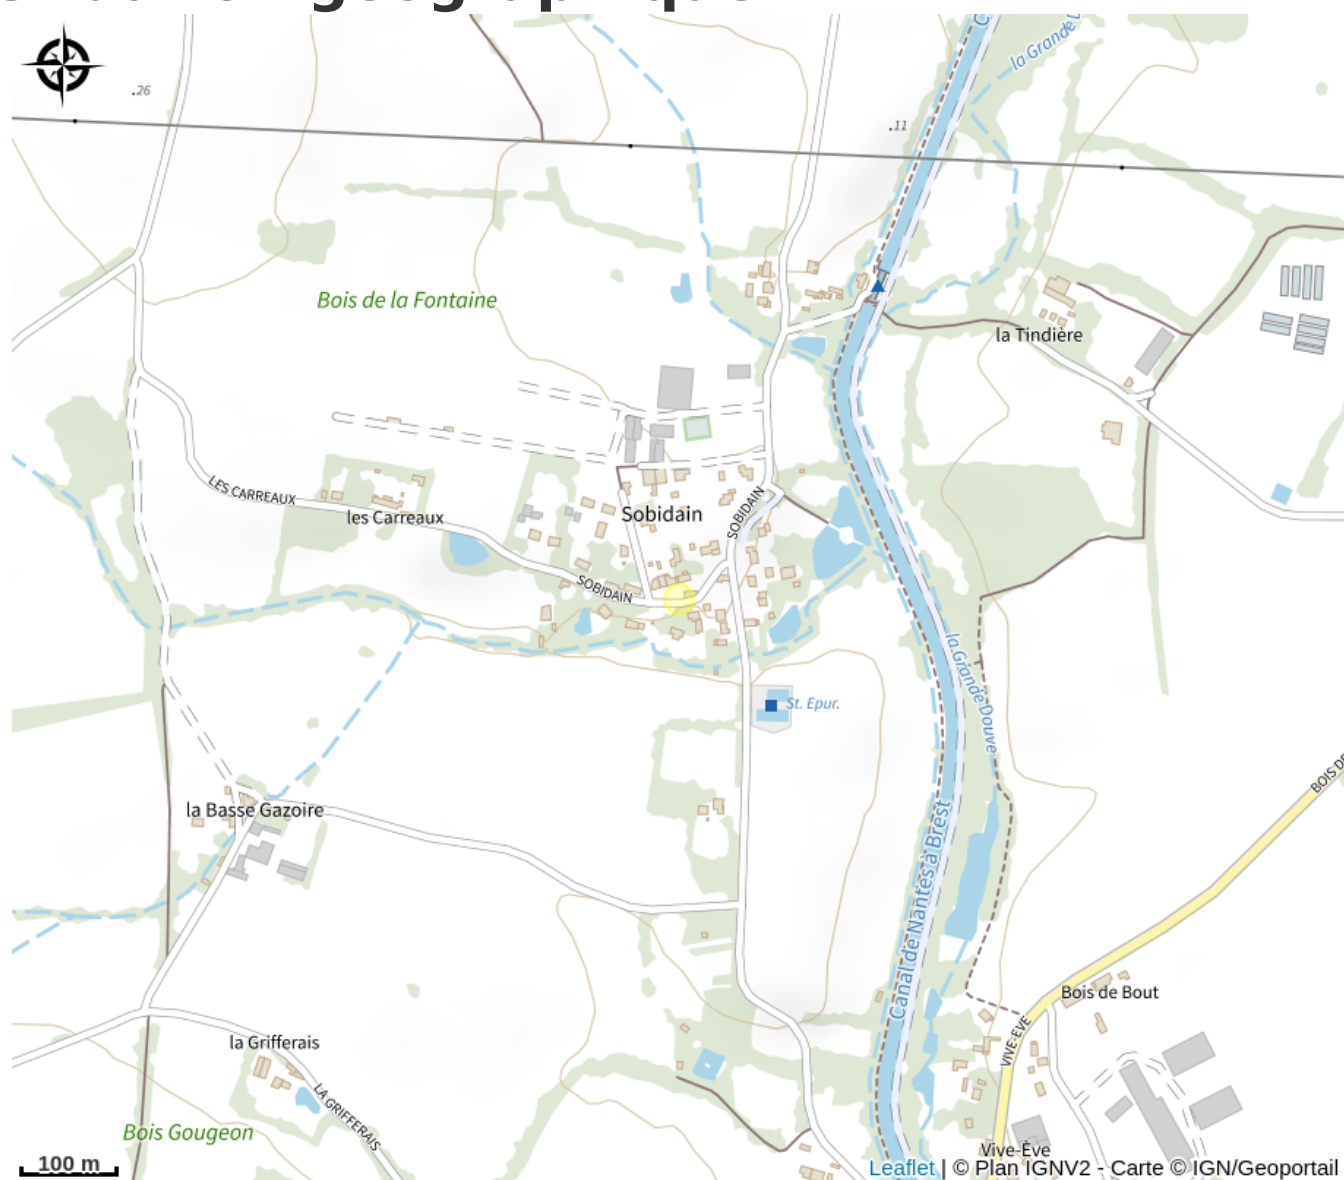 la Grande D
.26
.11
Bois de la Fontaine
la Tindière
LES CARREAUX
les Carreaux
Sobidain
SOBIDAIN
SOBIDAIN
la Grande Douve
St. Epur.
BOIS DE
la Basse Gazoire
Canal de Nantes à Brest
Bois de Bout
VIVE-EVE
la Grifferais
LA GRIFFERAIS
Bois Gougeon
Vive-Ève
100 m
Leaflet | © Plan IGNV2 - Carte © IGN/Geoportail